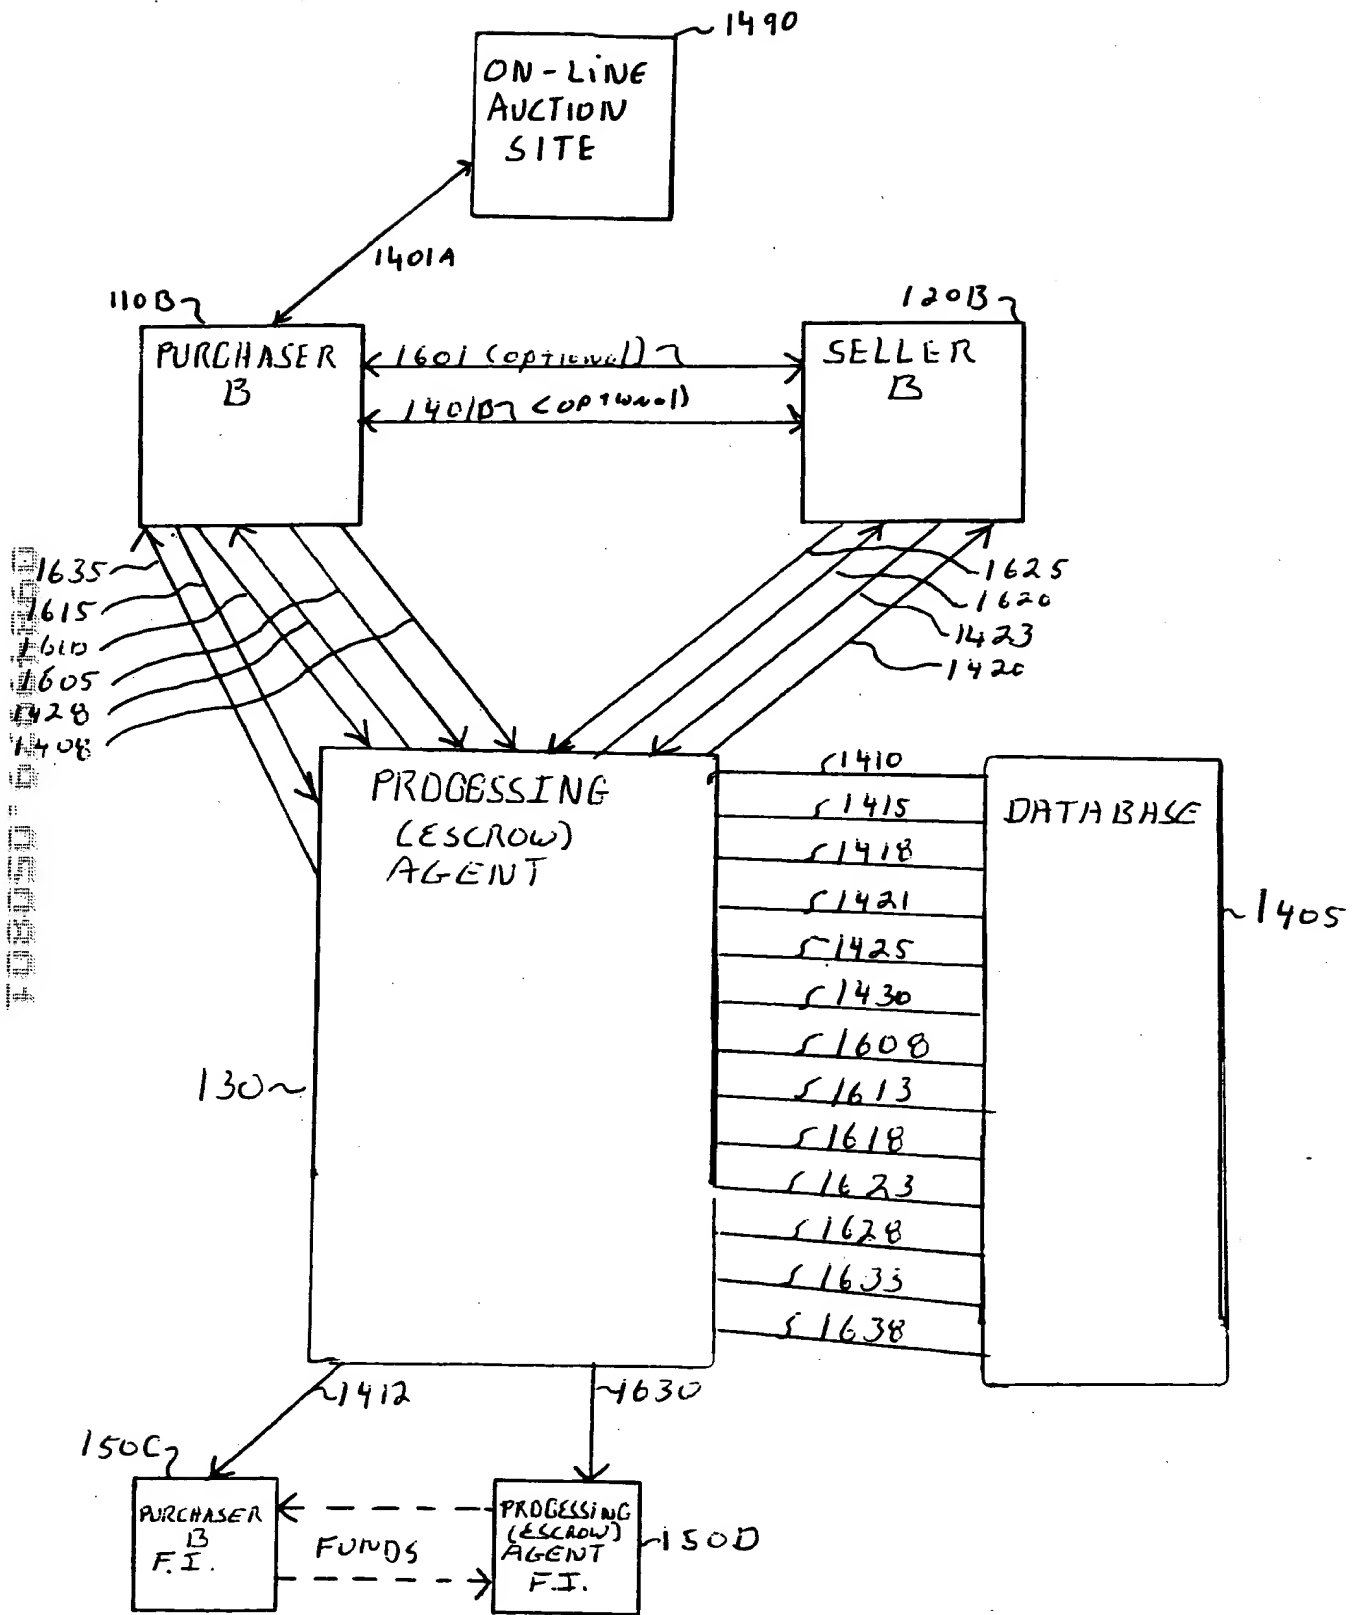 1490
ON-LINE
AUCTION
SITE
1401A
110B
120B
PURCHASER
B
1601 (optional)
1401B (optional)
SELLER
B
1635
1615
1610
1605
1428
1408
1625
1620
1423
1420
PROCESSING
(ESCROW)
AGENT
1410
1415
1418
1421
1425
1430
1608
1613
1618
1623
1628
1633
1638
DATABASE
1405
130
1412
1630
150C
PURCHASER
B
F.I.
FUNDS
PROCESSING
(ESCROW)
AGENT
F.I.
150D